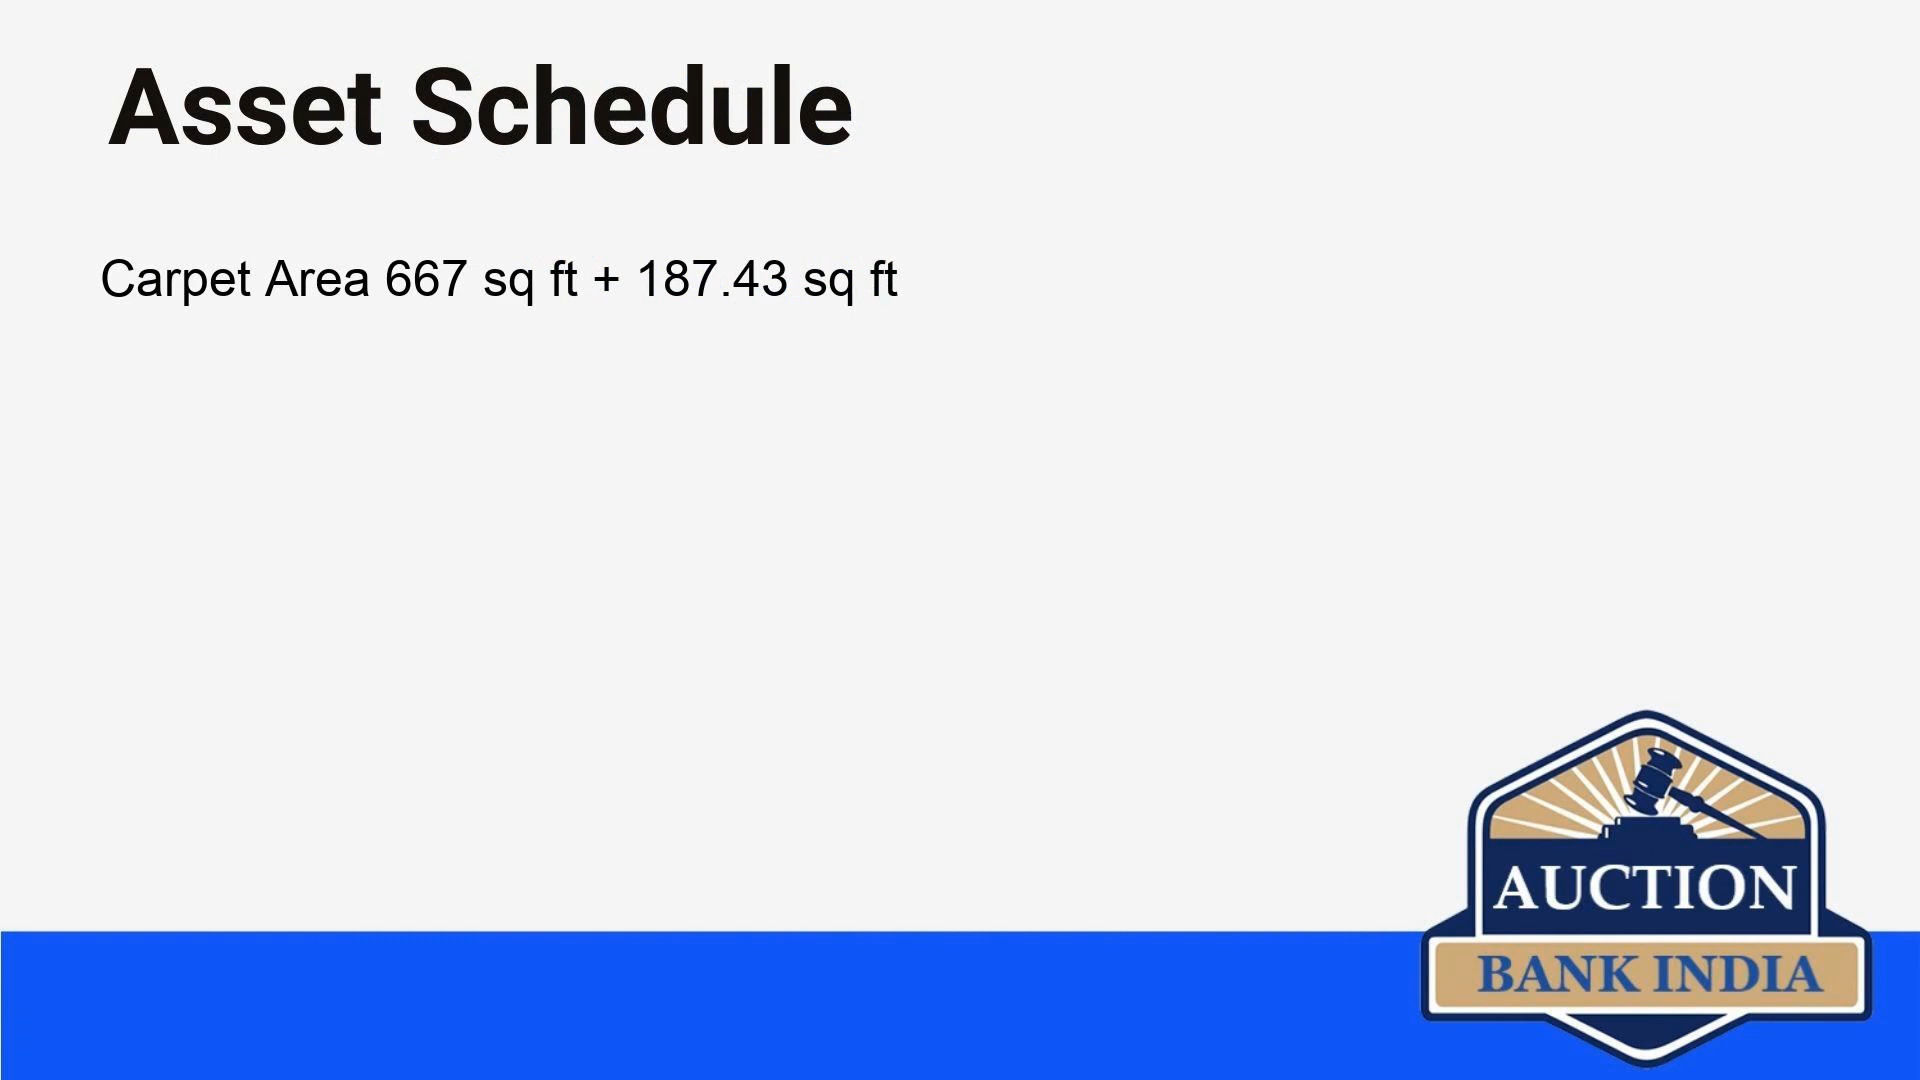 Asset Schedule
Carpet Area 667 sq ft + 187.43 sq ft
AUCTION
BANK INDIA